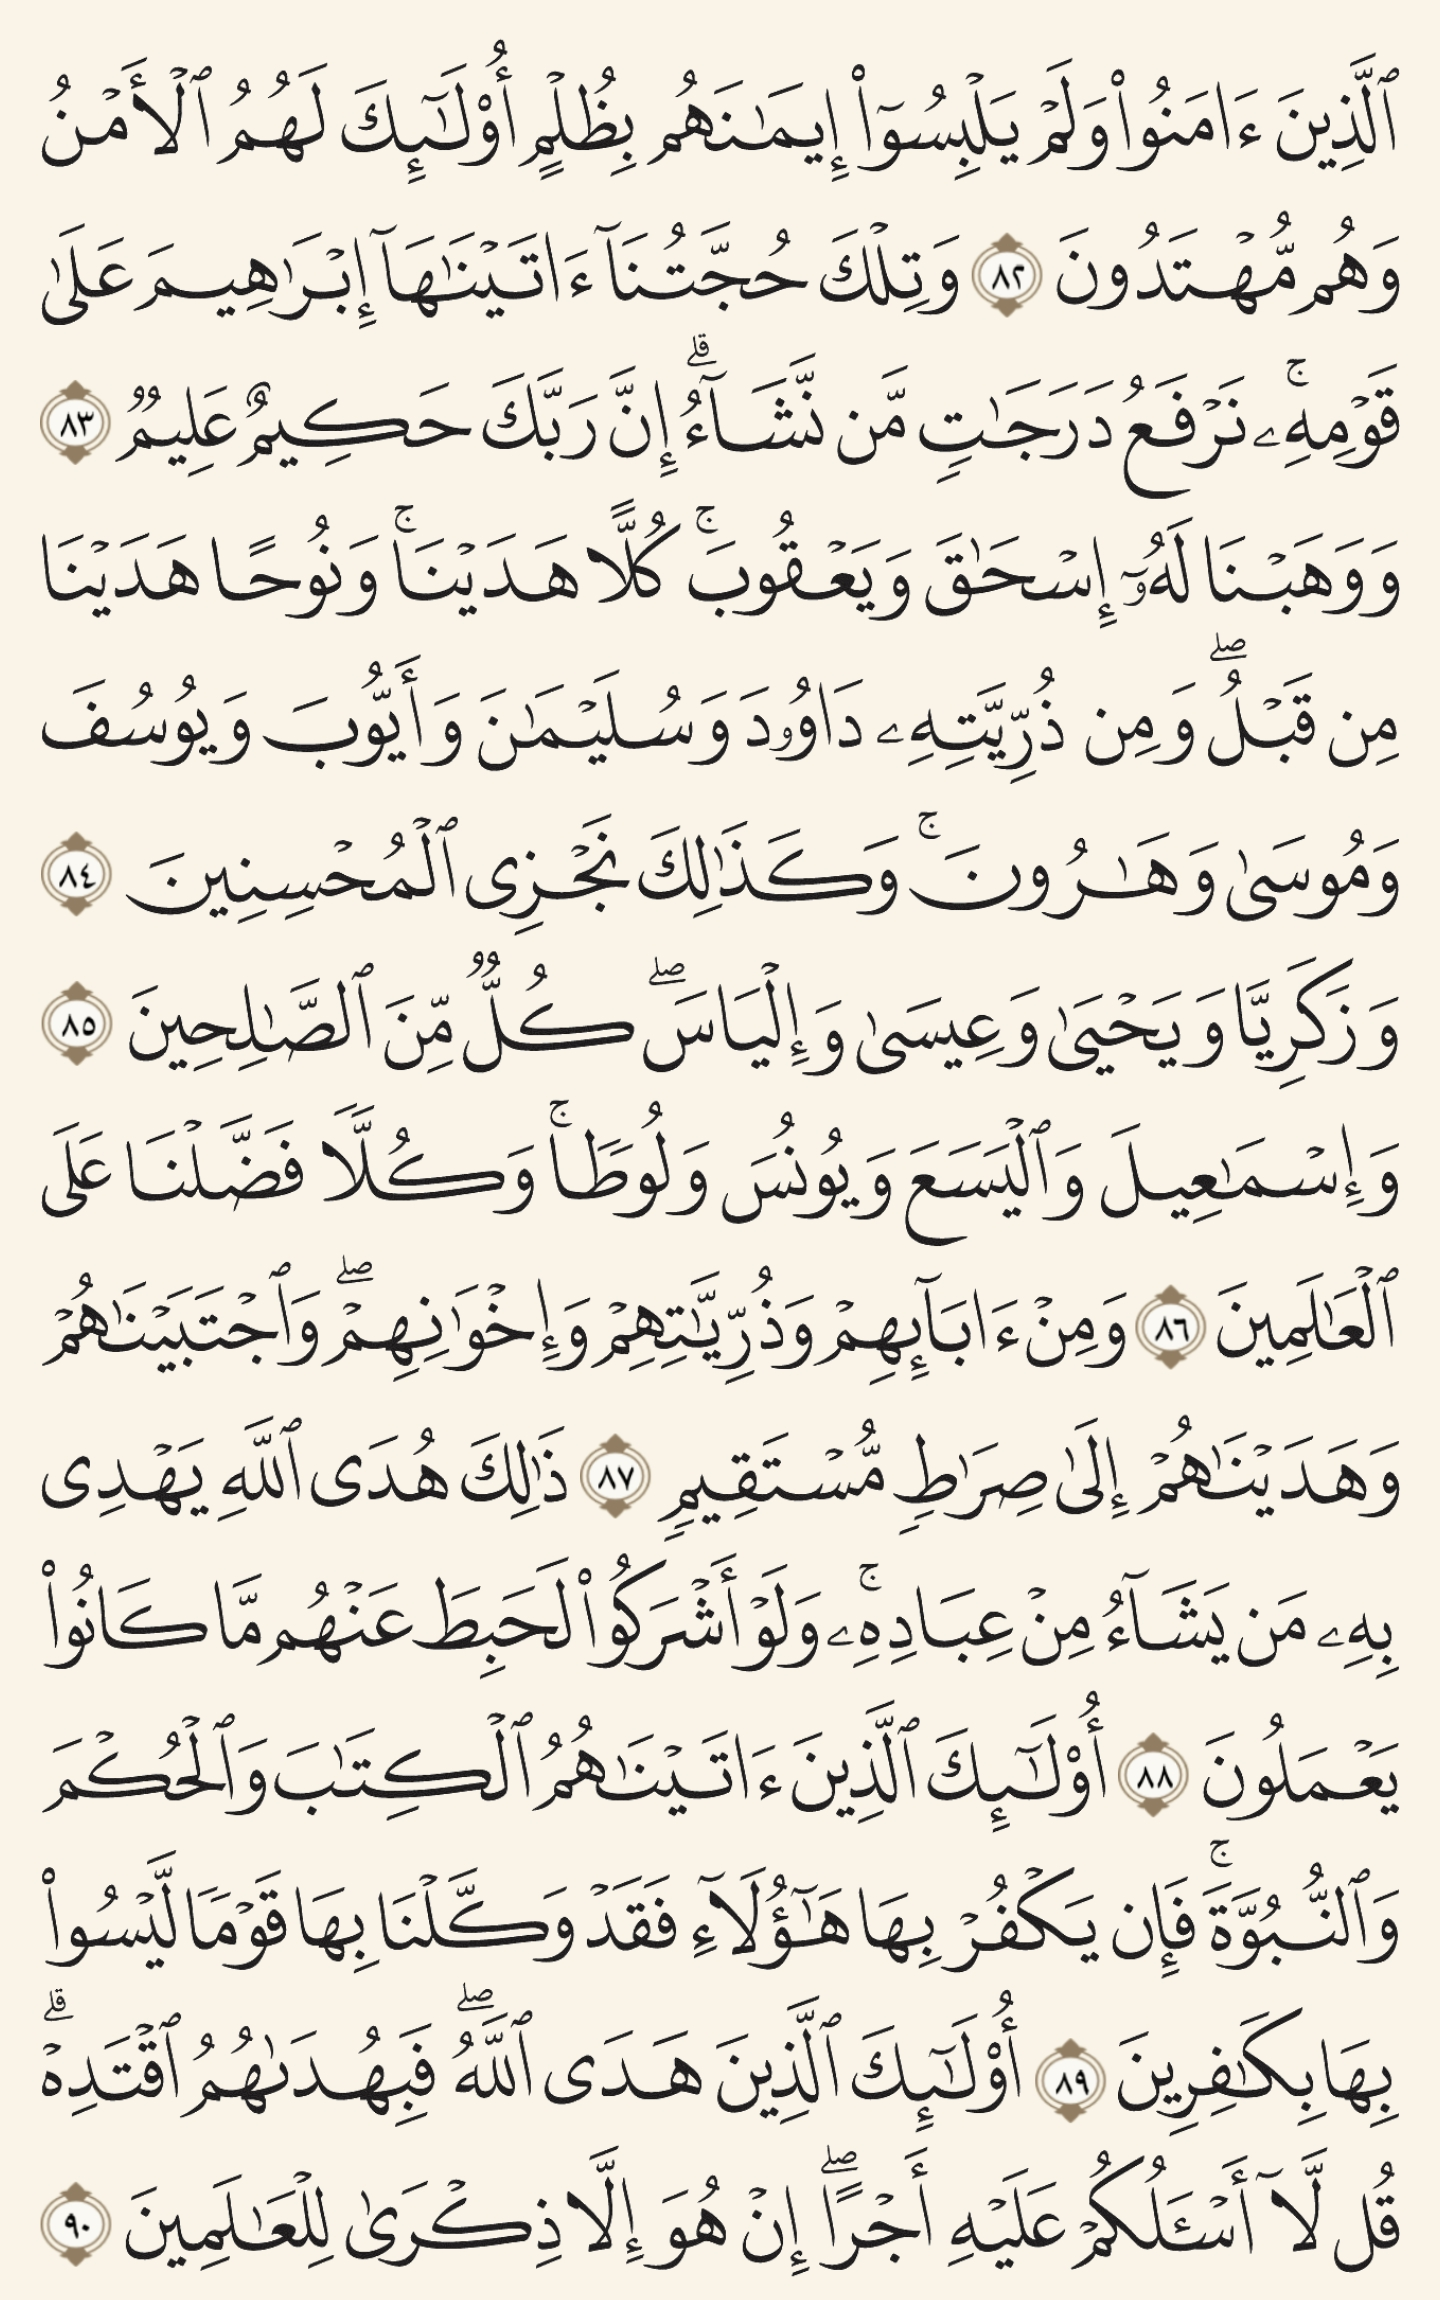 ٱلَّذِينَ ءَامَنُوا۟ وَلَمْ يَلْبِسُوٓا۟ إِيمَـٰنَهُم بِظُلْمٍ أُو۟لَـٰٓئِكَ لَهُمُ ٱلْأَمْنُ
وَهُم مُّهْتَدُونَ ٨٢ وَتِلْكَ حُجَّتُنَآ ءَاتَيْنَـٰهَآ إِبْرَٰهِيمَ عَلَىٰ
قَوْمِهِۦ ۚ نَرْفَعُ دَرَجَـٰتٍ مَّن نَّشَآءُ ۗ إِنَّ رَبَّكَ حَكِيمٌ عَلِيمٌ ٨٣
وَوَهَبْنَا لَهُۥٓ إِسْحَـٰقَ وَيَعْقُوبَ ۚ كُلًّا هَدَيْنَا ۚ وَنُوحًا هَدَيْنَا
مِن قَبْلُ ۖ وَمِن ذُرِّيَّتِهِۦ دَاوُۥدَ وَسُلَيْمَـٰنَ وَأَيُّوبَ وَيُوسُفَ
وَمُوسَىٰ وَهَـٰرُونَ ۚ وَكَذَٰلِكَ نَجْزِى ٱلْمُحْسِنِينَ ٨٤
وَزَكَرِيَّا وَيَحْيَىٰ وَعِيسَىٰ وَإِلْيَاسَ ۖ كُلٌّ مِّنَ ٱلصَّـٰلِحِينَ ٨٥
وَإِسْمَـٰعِيلَ وَٱلْيَسَعَ وَيُونُسَ وَلُوطًا ۚ وَكُلًّا فَضَّلْنَا عَلَى
ٱلْعَـٰلَمِينَ ٨٦ وَمِنْ ءَابَآئِهِمْ وَذُرِّيَّـٰتِهِمْ وَإِخْوَٰنِهِمْ ۖ وَٱجْتَبَيْنَـٰهُمْ
وَهَدَيْنَـٰهُمْ إِلَىٰ صِرَٰطٍ مُّسْتَقِيمٍ ٨٧ ذَٰلِكَ هُدَى ٱللَّهِ يَهْدِى
بِهِۦ مَن يَشَآءُ مِنْ عِبَادِهِۦ ۚ وَلَوْ أَشْرَكُوا۟ لَحَبِطَ عَنْهُم مَّا كَانُوا۟
يَعْمَلُونَ ٨٨ أُو۟لَـٰٓئِكَ ٱلَّذِينَ ءَاتَيْنَـٰهُمُ ٱلْكِتَـٰبَ وَٱلْحُكْمَ
وَٱلنُّبُوَّةَ ۚ فَإِن يَكْفُرْ بِهَا هَـٰٓؤُلَآءِ فَقَدْ وَكَّلْنَا بِهَا قَوْمًا لَّيْسُوا۟
بِهَا بِكَـٰفِرِينَ ٨٩ أُو۟لَـٰٓئِكَ ٱلَّذِينَ هَدَى ٱللَّهُ ۖ فَبِهُدَىٰهُمُ ٱقْتَدِهْ ۗ
قُل لَّآ أَسْـَٔلُكُمْ عَلَيْهِ أَجْرًا ۖ إِنْ هُوَ إِلَّا ذِكْرَىٰ لِلْعَـٰلَمِينَ ٩٠